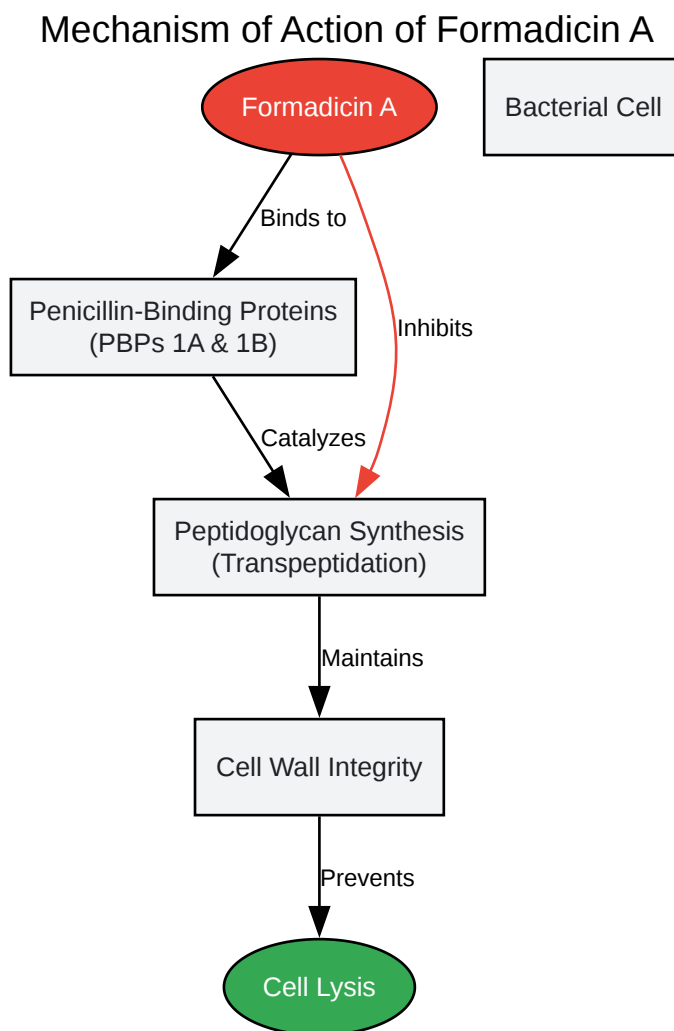 Mechanism of Action of Formadicin A
Formadicin A
Bacterial Cell
Binds to
Penicillin-Binding Proteins
(PBPs 1A & 1B)
Inhibits
Catalyzes
Peptidoglycan Synthesis
(Transpeptidation)
Maintains
Cell Wall Integrity
Prevents
Cell Lysis